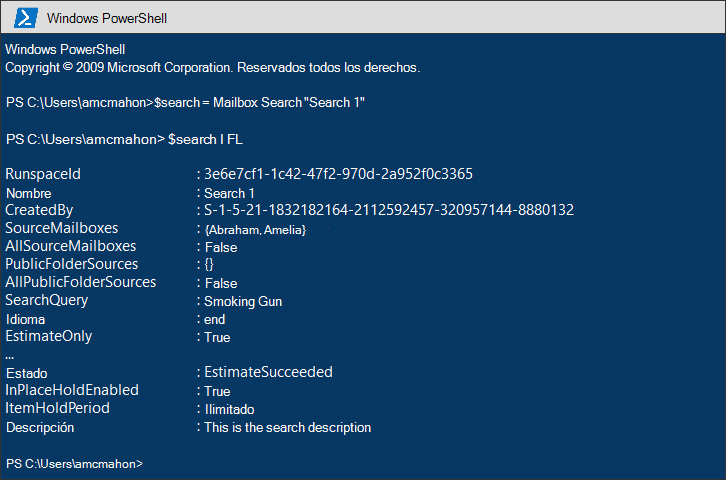 Windows PowerShell
Windows PowerShell
Copyright © 2009 Microsoft Corporation. Reservados todos los derechos.
PS C:\Users\amcmahon>$search = Mailbox Search "Search 1"
PS C:\Users\amcmahon> $search I FL
RunspaceId : 3e6e7cf1-1c42-47f2-970d-2a952f0c3365
Nombre : Search 1
CreatedBy : S-1-5-21-1832182164-2112592457-320957144-8880132
SourceMailboxes : {Abraham, Amelia}
AllSourceMailboxes : False
PublicFolderSources : {}
AllPublicFolderSources : False
SearchQuery : Smoking Gun
Idioma : end
EstimateOnly : True
...
Estado : EstimateSucceeded
InPlaceHoldEnabled : True
ItemHoldPeriod : Ilimitado
Descripción : This is the search description
PS C:\Users\amcmahon>